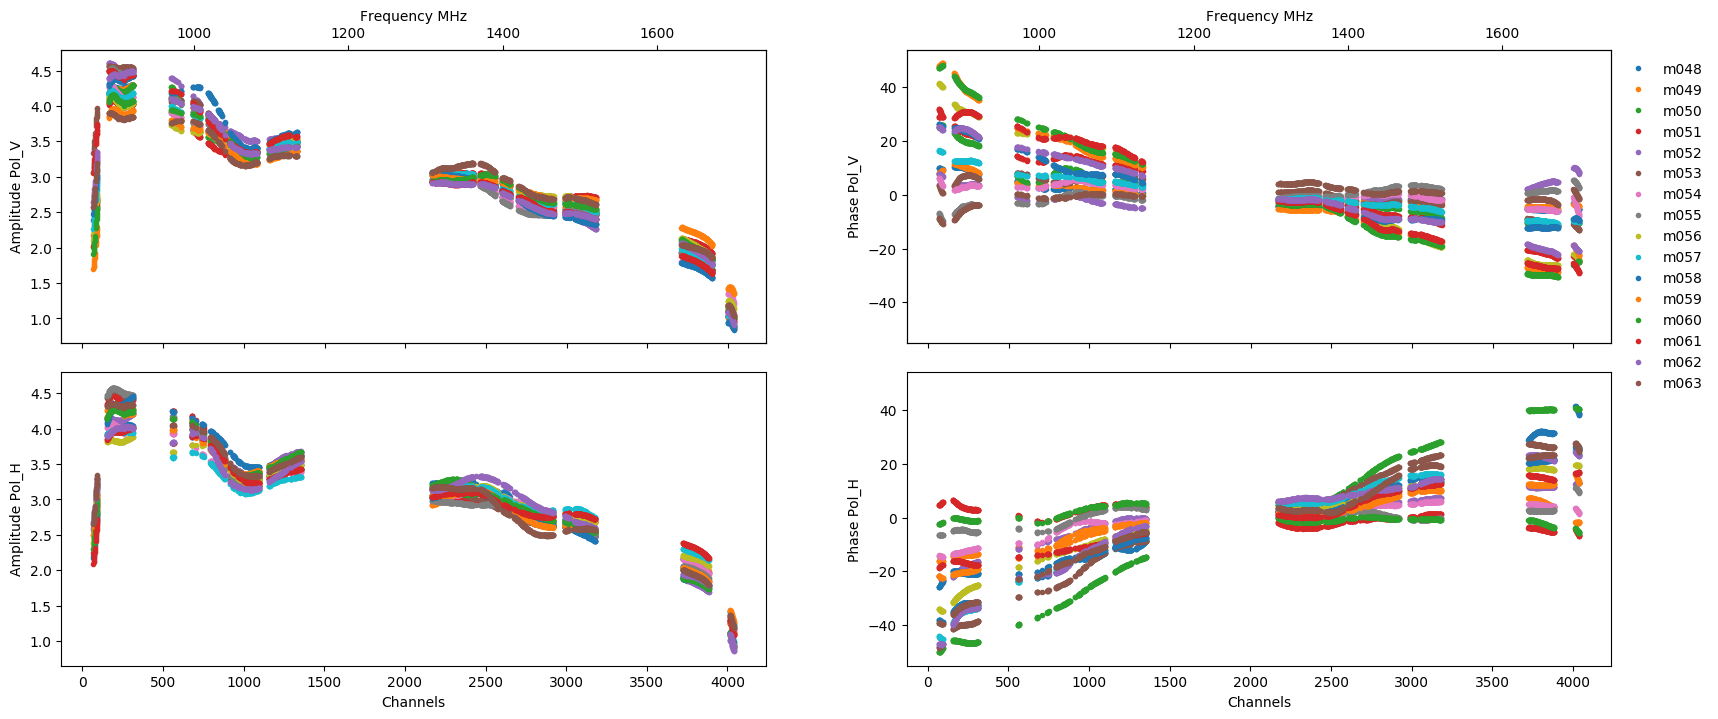 Frequency MHz
1000 1200 1400 1600
Amplitude Pol_V
4.5
4.0
3.5
3.0
2.5
2.0
1.5
1.0
Frequency MHz
1000 1200 1400 1600
Phase Pol_V
40
20
0
−20
−40
m048
m049
m050
m051
m052
m053
m054
m055
m056
m057
m058
m059
m060
m061
m062
m063
Amplitude Pol_H
4.5
4.0
3.5
3.0
2.5
2.0
1.5
1.0
0 500 1000 1500 2000 2500 3000 3500 4000
Channels
Phase Pol_H
40
20
0
−20
−40
0 500 1000 1500 2000 2500 3000 3500 4000
Channels